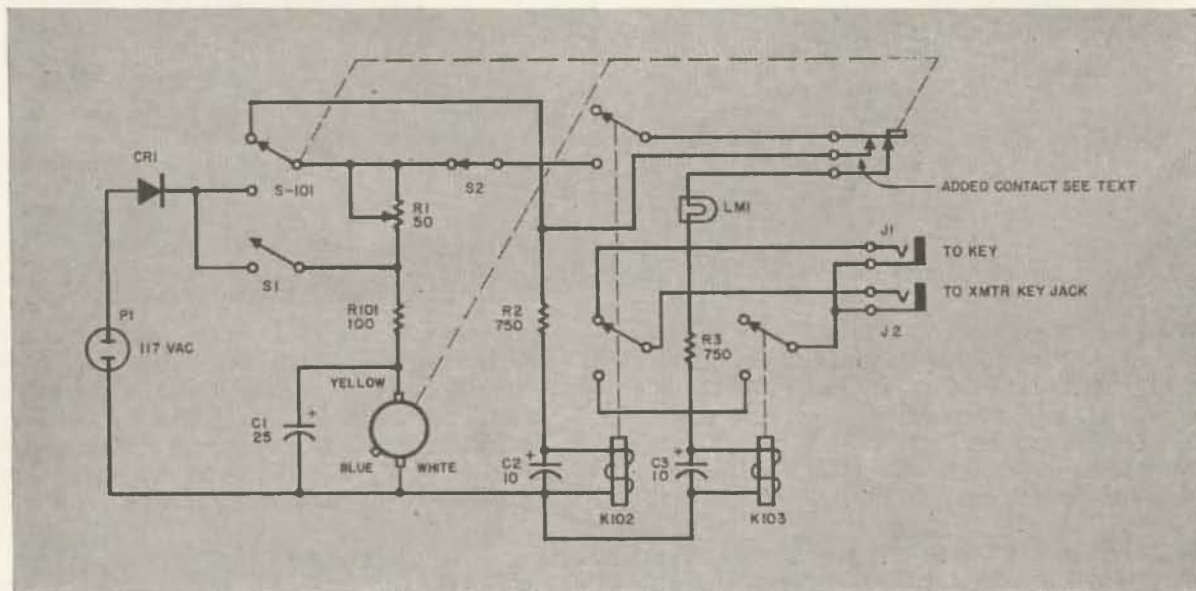 CR1
S-101
S2
R1
50
S1
R101
100
P1
117 VAC
YELLOW
C1
25
+
BLUE
WHITE
R2
750
+
C2
10
K102
LM1
ADDED CONTACT SEE TEXT
J1
TO KEY
TO XMTR KEY JACK
J2
R3
750
+
C3
10
K103